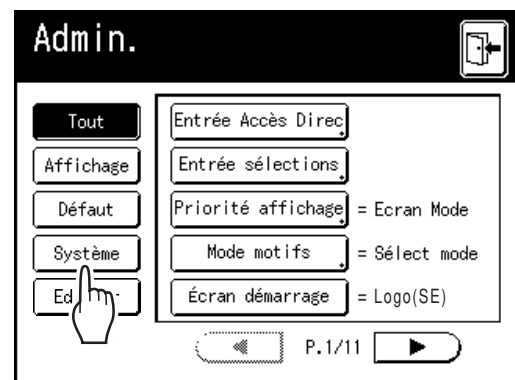 Admin.
Tout
Entrée Accès Direc
Affichage
Entrée sélections
Défaut
Priorité affichage = Ecran Mode
Système
Mode motifs = Sélect mode
Écran démarrage = Logo(SE)
P.1/11